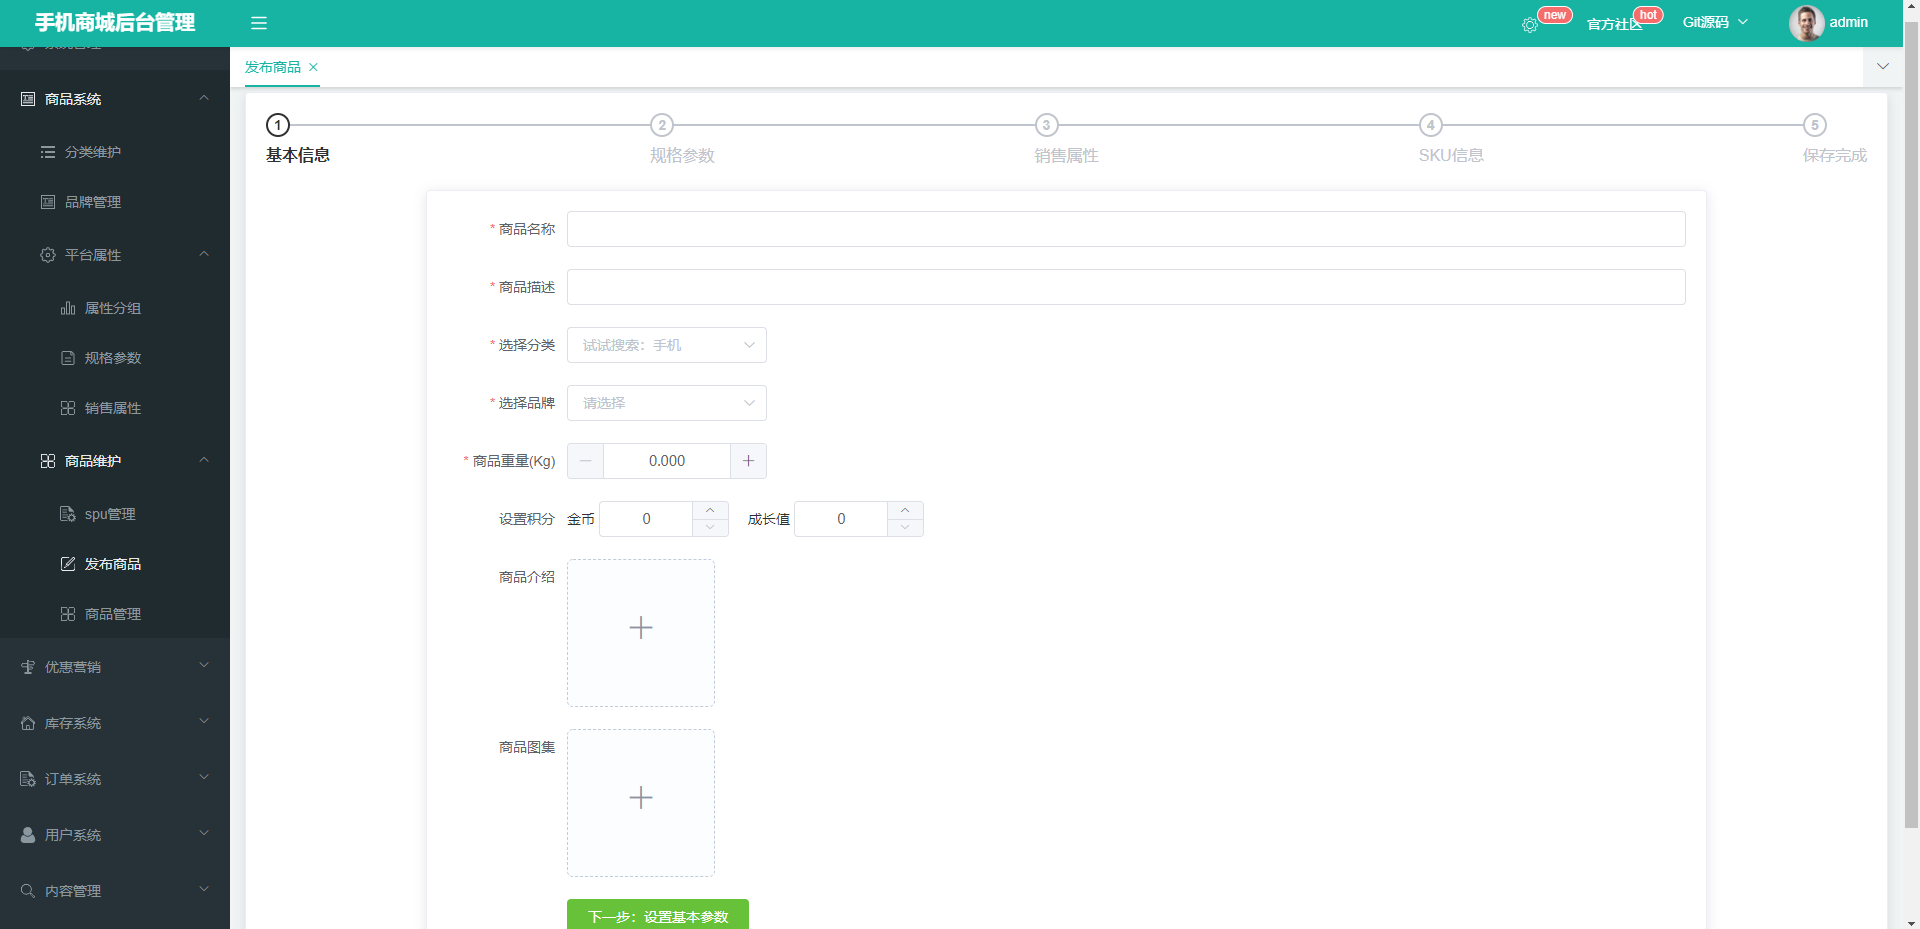 手机商城后台管理
new
官方社区
hot
Git源码
admin
系统管理
商品系统
分类维护
品牌管理
平台属性
属性分组
规格参数
销售属性
商品维护
spu管理
发布商品
商品管理
优惠营销
库存系统
订单系统
用户系统
内容管理
发布商品
1
2
3
4
5
基本信息
规格参数
销售属性
SKU信息
保存完成
* 商品名称
* 商品描述
* 选择分类 试试搜索：手机
* 选择品牌 请选择
* 商品重量(Kg) 0.000
设置积分 金币 0 成长值 0
商品介绍
商品图集
下一步：设置基本参数